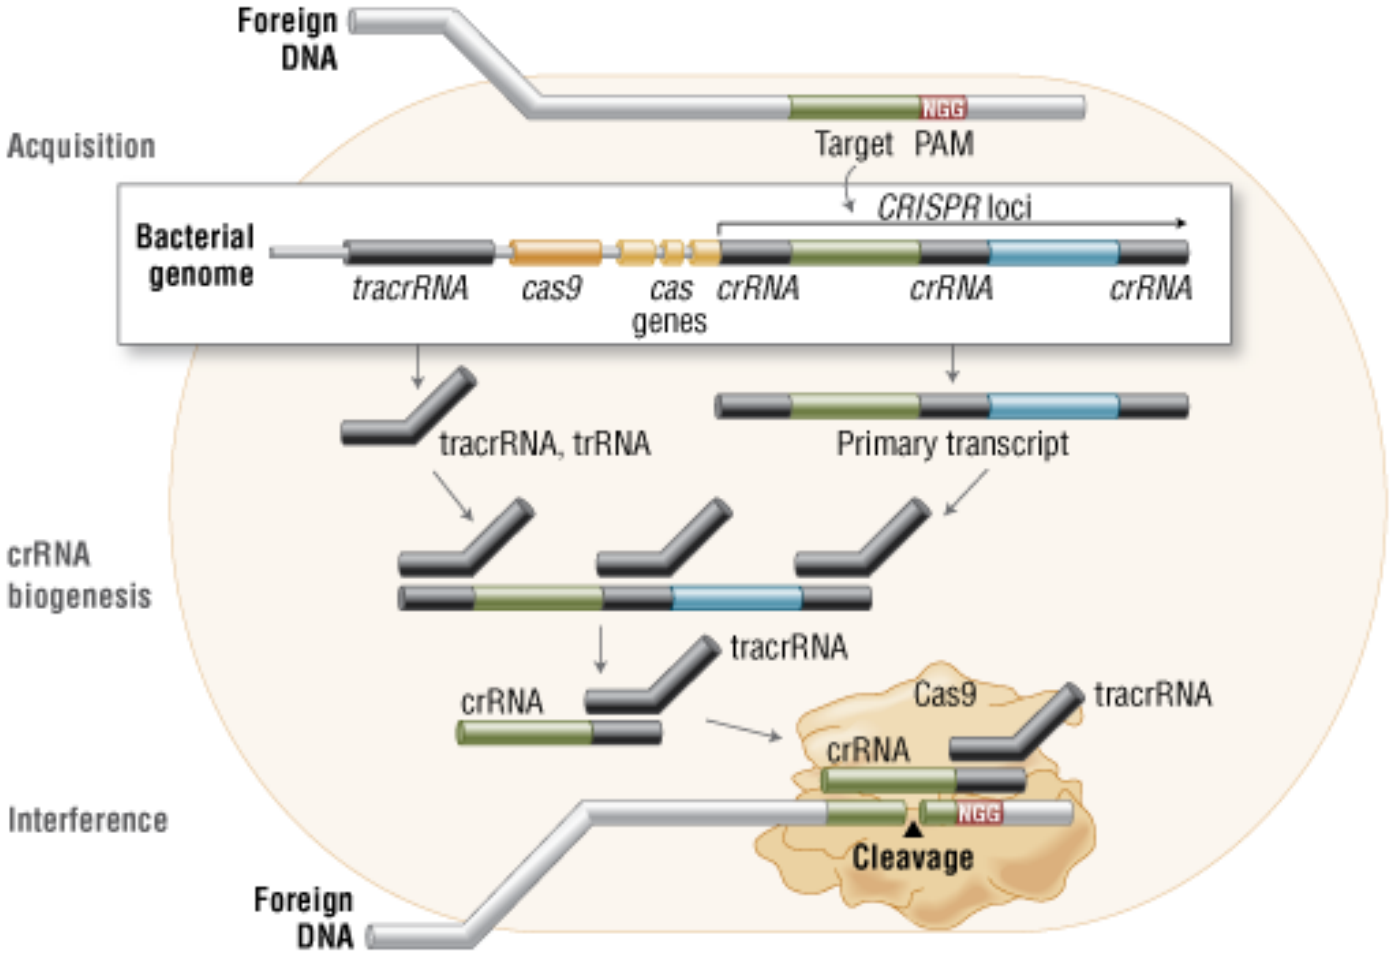 Foreign
DNA
NGG
Target PAM
Acquisition
CRISPR loci
Bacterial
genome
tracrRNA cas9 cas crRNA crRNA crRNA
genes
tracrRNA, trRNA
Primary transcript
crRNA
biogenesis
tracrRNA
crRNA
Cas9
tracrRNA
crRNA
Interference
NGG
Cleavage
Foreign
DNA